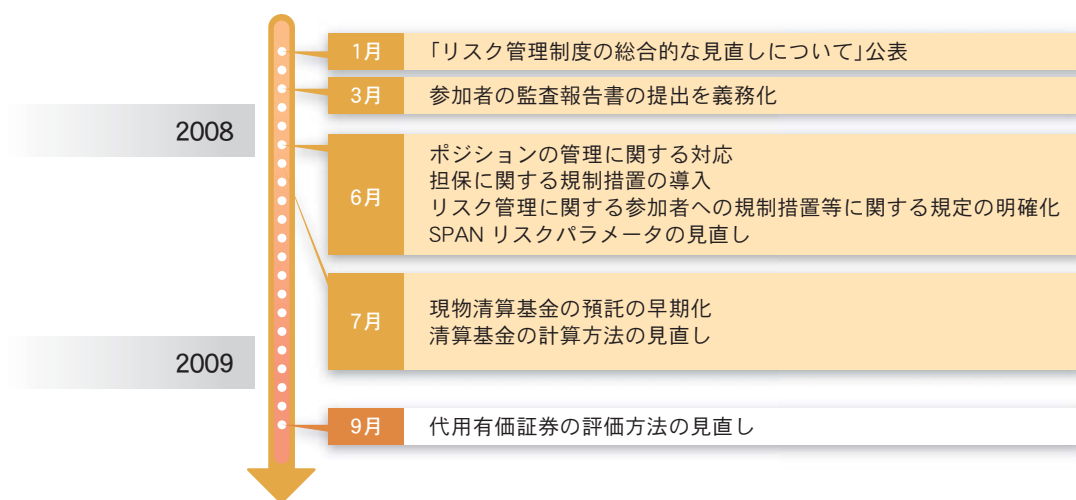 1月 「リスク管理制度の総合的な見直しについて」公表
3月 参加者の監査報告書の提出を義務化
2008
6月
ポジションの管理に関する対応
担保に関する規制措置の導入
リスク管理に関する参加者への規制措置等に関する規定の明確化
SPAN リスクパラメータの見直し
7月
現物清算基金の預託の早期化
清算基金の計算方法の見直し
2009
9月 代用有価証券の評価方法の見直し